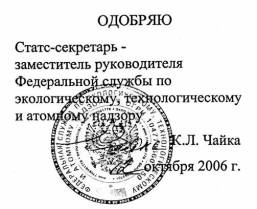 ОДОБРЯЮ
Статс-секретарь -
заместитель руководителя
Федеральной службы по
экологическому, технологическому
и атомному надзору
К.Л. Чайка
октября 2006 г.